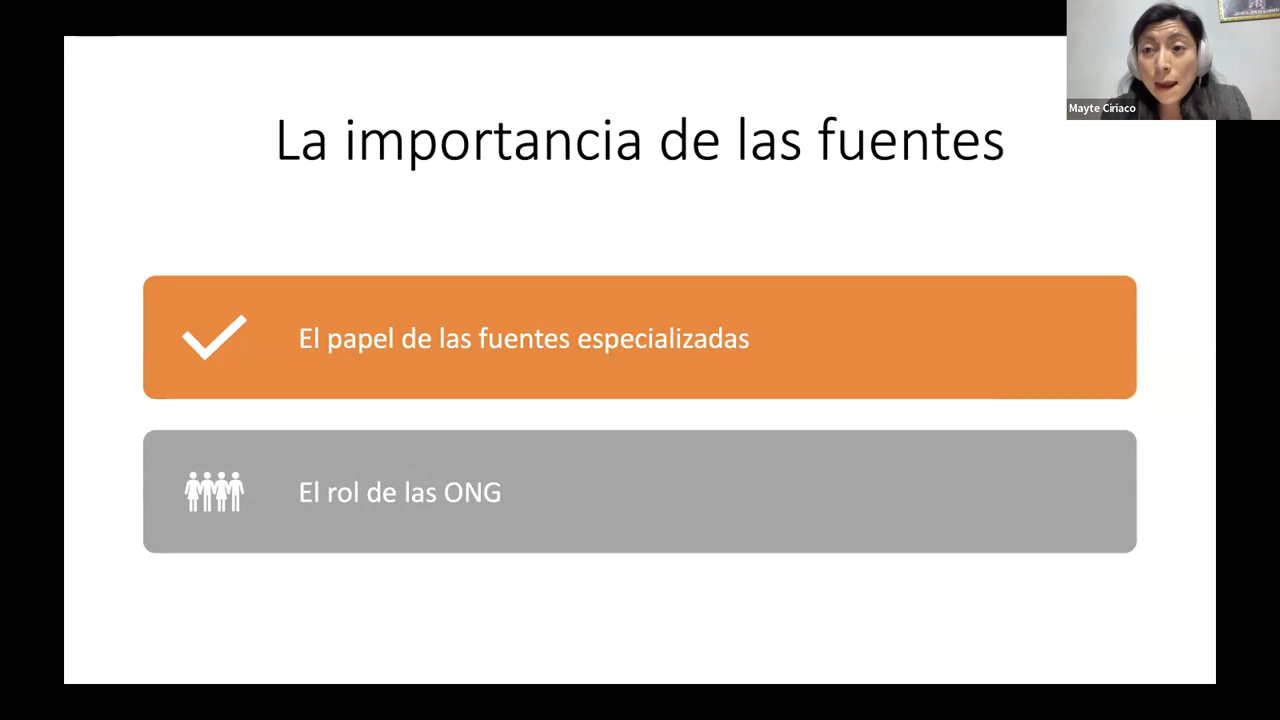 La importancia de las fuentes
El papel de las fuentes especializadas
El rol de las ONG
Mayte Ciriaco